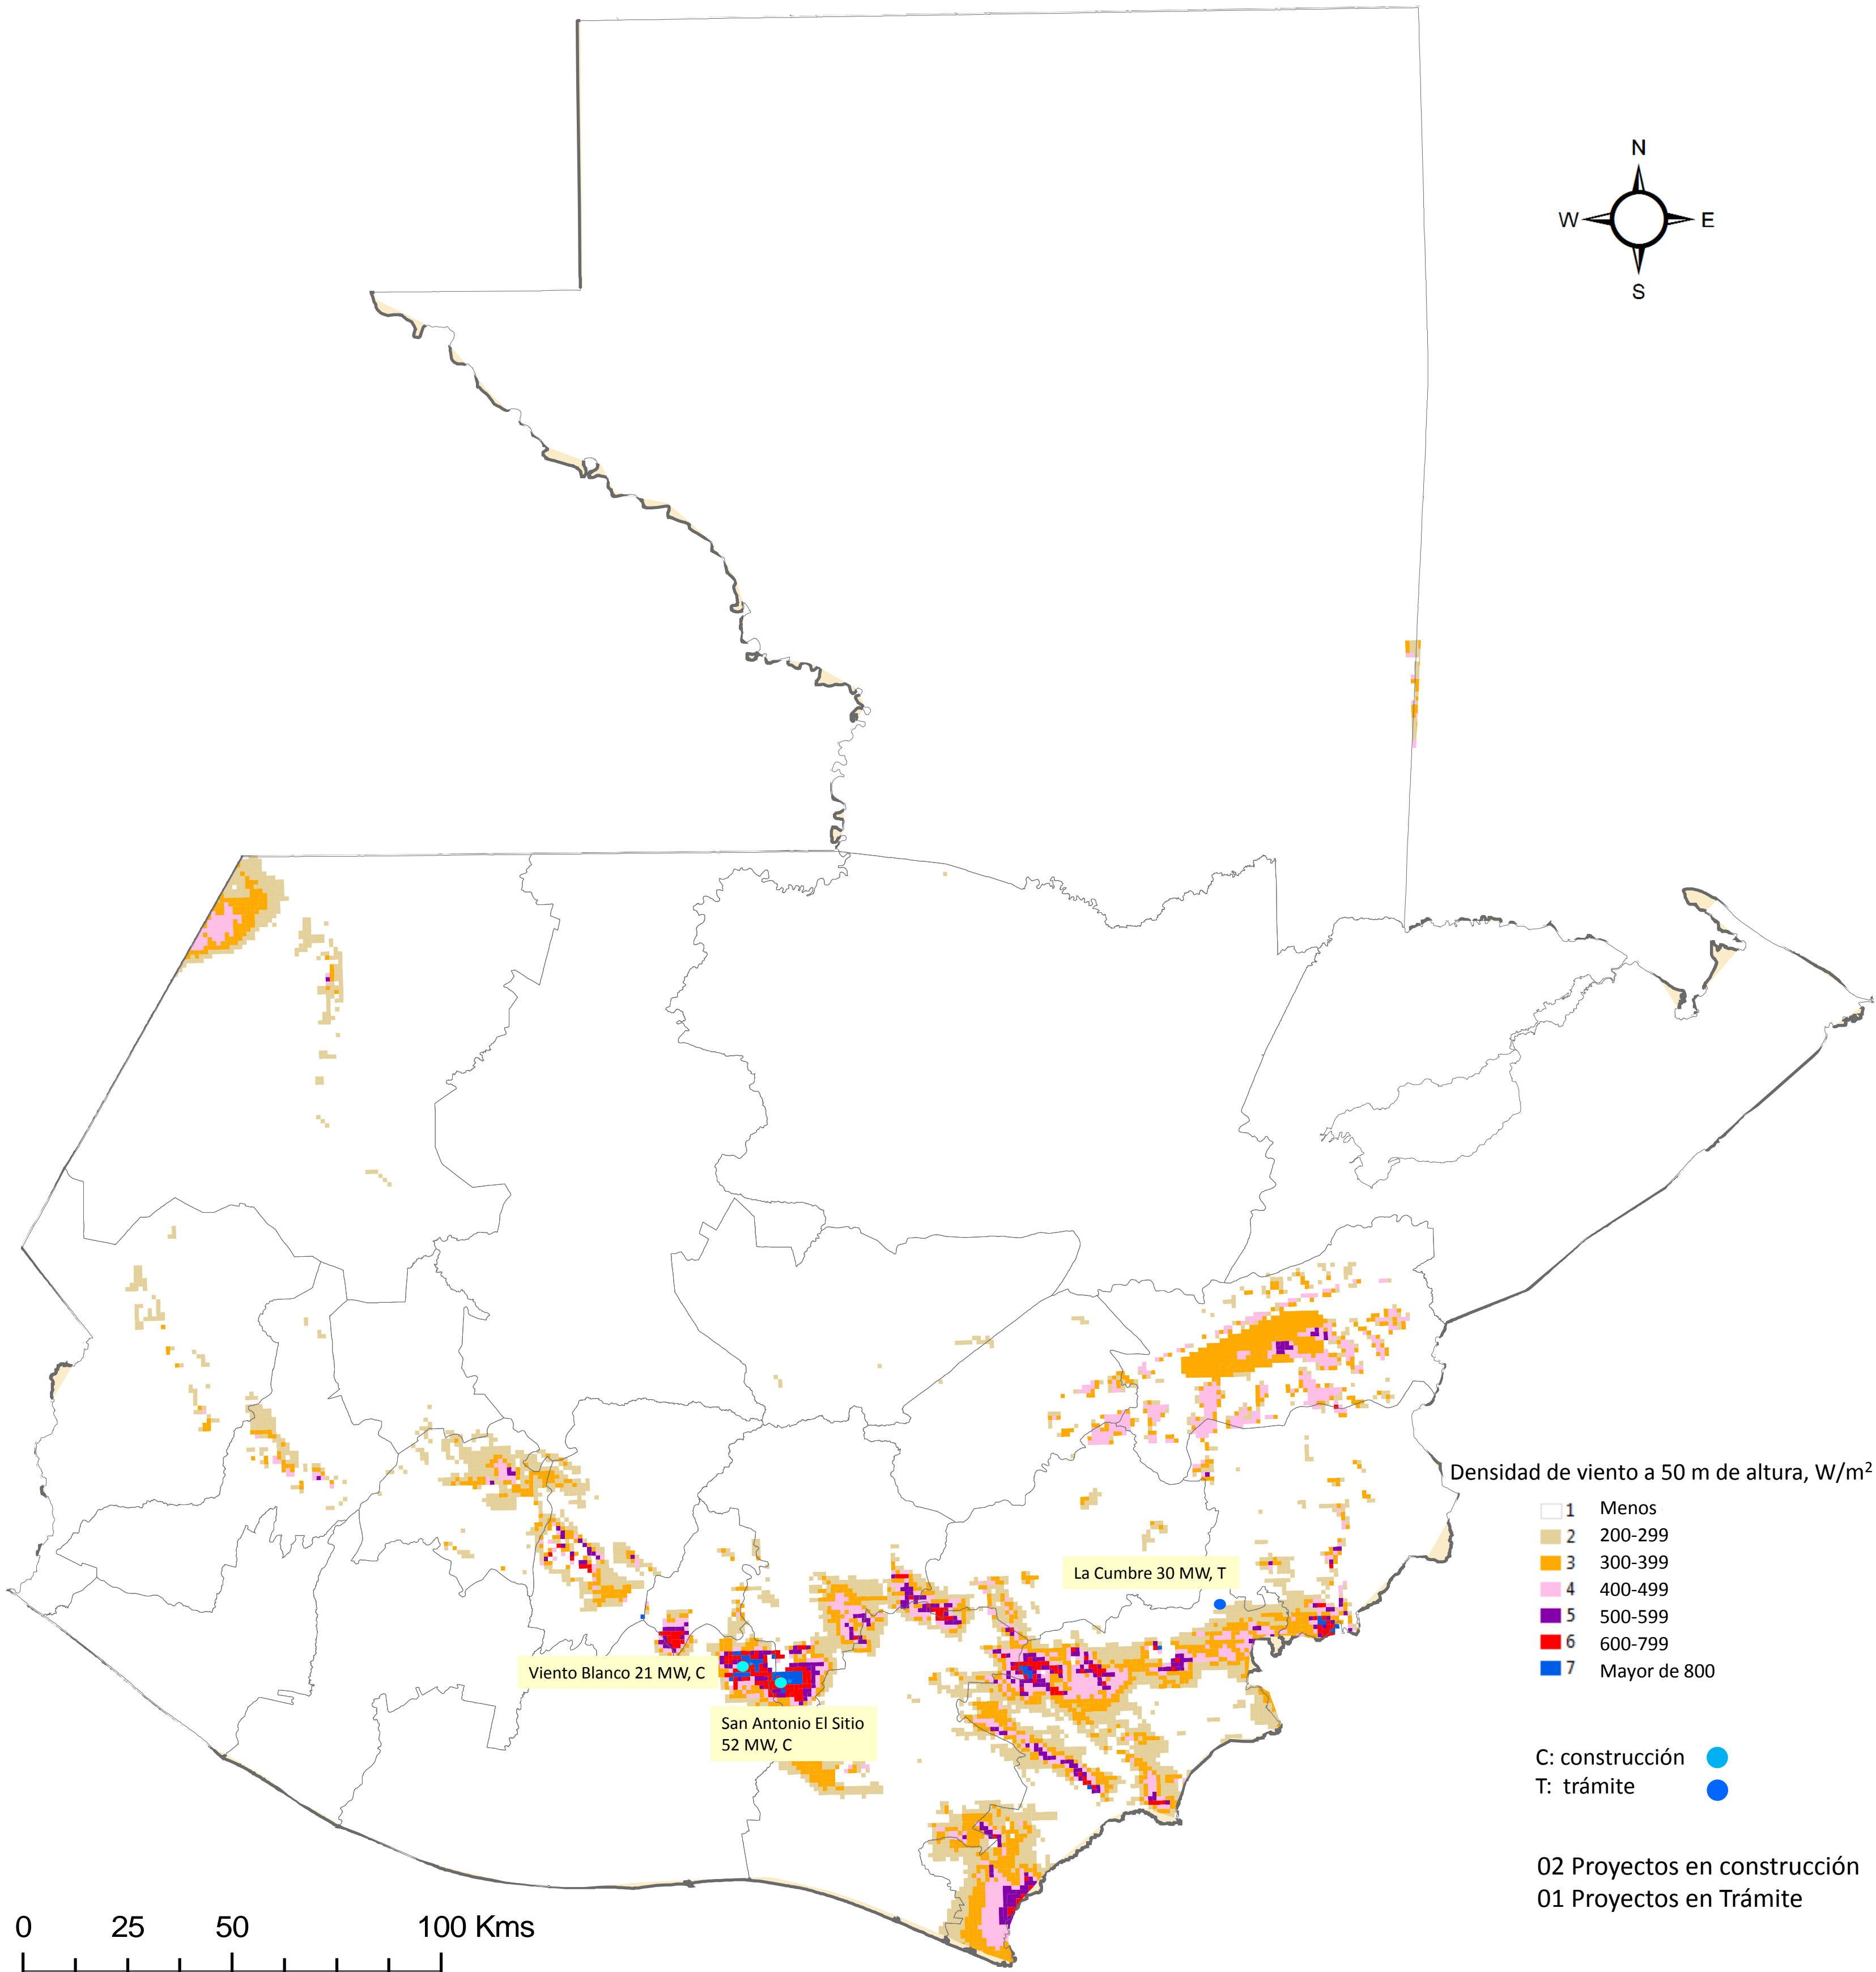 N
W
E
S
La Cumbre 30 MW, T
Viento Blanco 21 MW, C
San Antonio El Sitio
52 MW, C
Densidad de viento a 50 m de altura, W/m²
1 Menos
2 200-299
3 300-399
4 400-499
5 500-599
6 600-799
7 Mayor de 800
C: construcción
T: trámite
02 Proyectos en construcción
01 Proyectos en Trámite
0 25 50 100 Kms